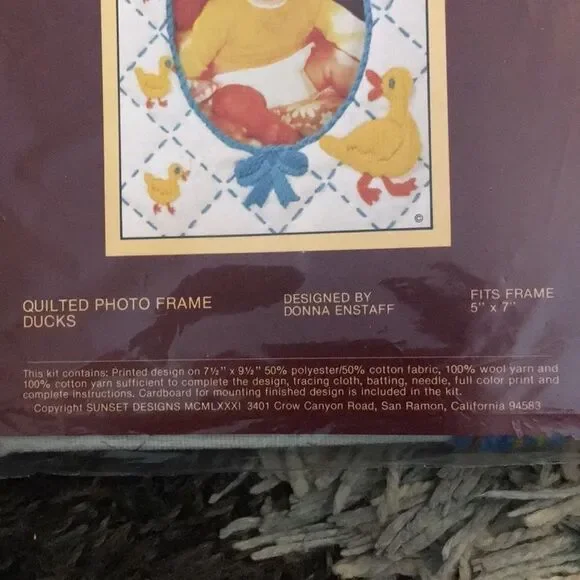 ©
QUILTED PHOTO FRAME
DUCKS
DESIGNED BY
DONNA ENSTAFF
FITS FRAME
5" x 7"
This kit contains: Printed design on 7½" x 9½" 50% polyester/50% cotton fabric, 100% wool yarn and
100% cotton yarn sufficient to complete the design, tracing cloth, batting, needle, full color print and
complete instructions. Cardboard for mounting finished design is included in the kit.
Copyright SUNSET DESIGNS MCMLXXXI 3401 Crow Canyon Road, San Ramon, California 94583